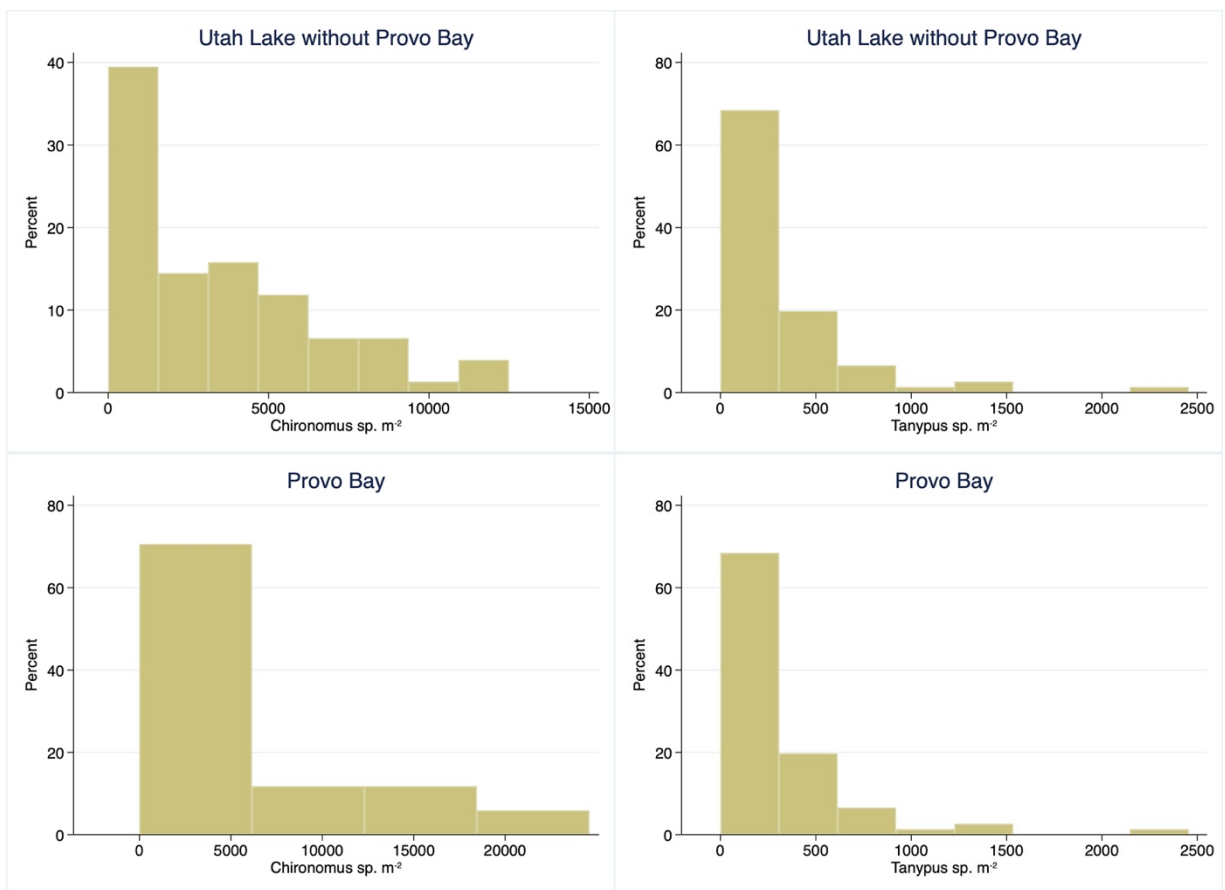 Utah Lake without Provo Bay
Percent
40
30
20
10
0
0 5000 10000 15000
Chironomus sp. m⁻²
Utah Lake without Provo Bay
Percent
80
60
40
20
0
0 500 1000 1500 2000 2500
Tanypus sp. m⁻²
Provo Bay
Percent
80
60
40
20
0
0 5000 10000 15000 20000
Chironomus sp. m⁻²
Provo Bay
Percent
80
60
40
20
0
0 500 1000 1500 2000 2500
Tanypus sp. m⁻²